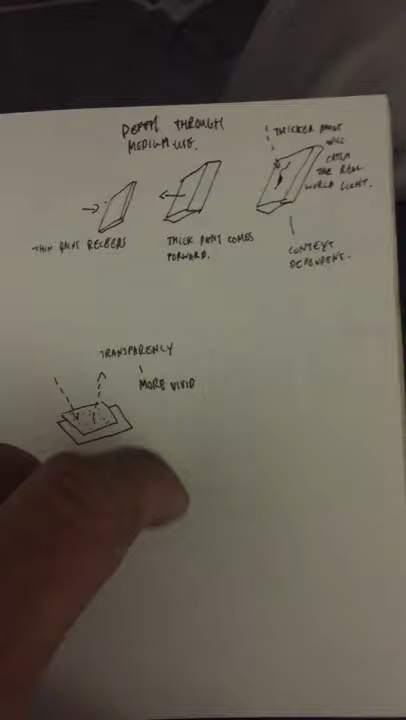 DEPTH THROUGH
MEDIUM USE.
THIN PAINT RECEEDS
THICK PAINT COMES
FORWARD.
THICKER PAINT
WILL
CATCH
THE REAL
WORLD LIGHT.
CONTEXT
DEPENDENT.
TRANSPARENCY
MORE VIVID